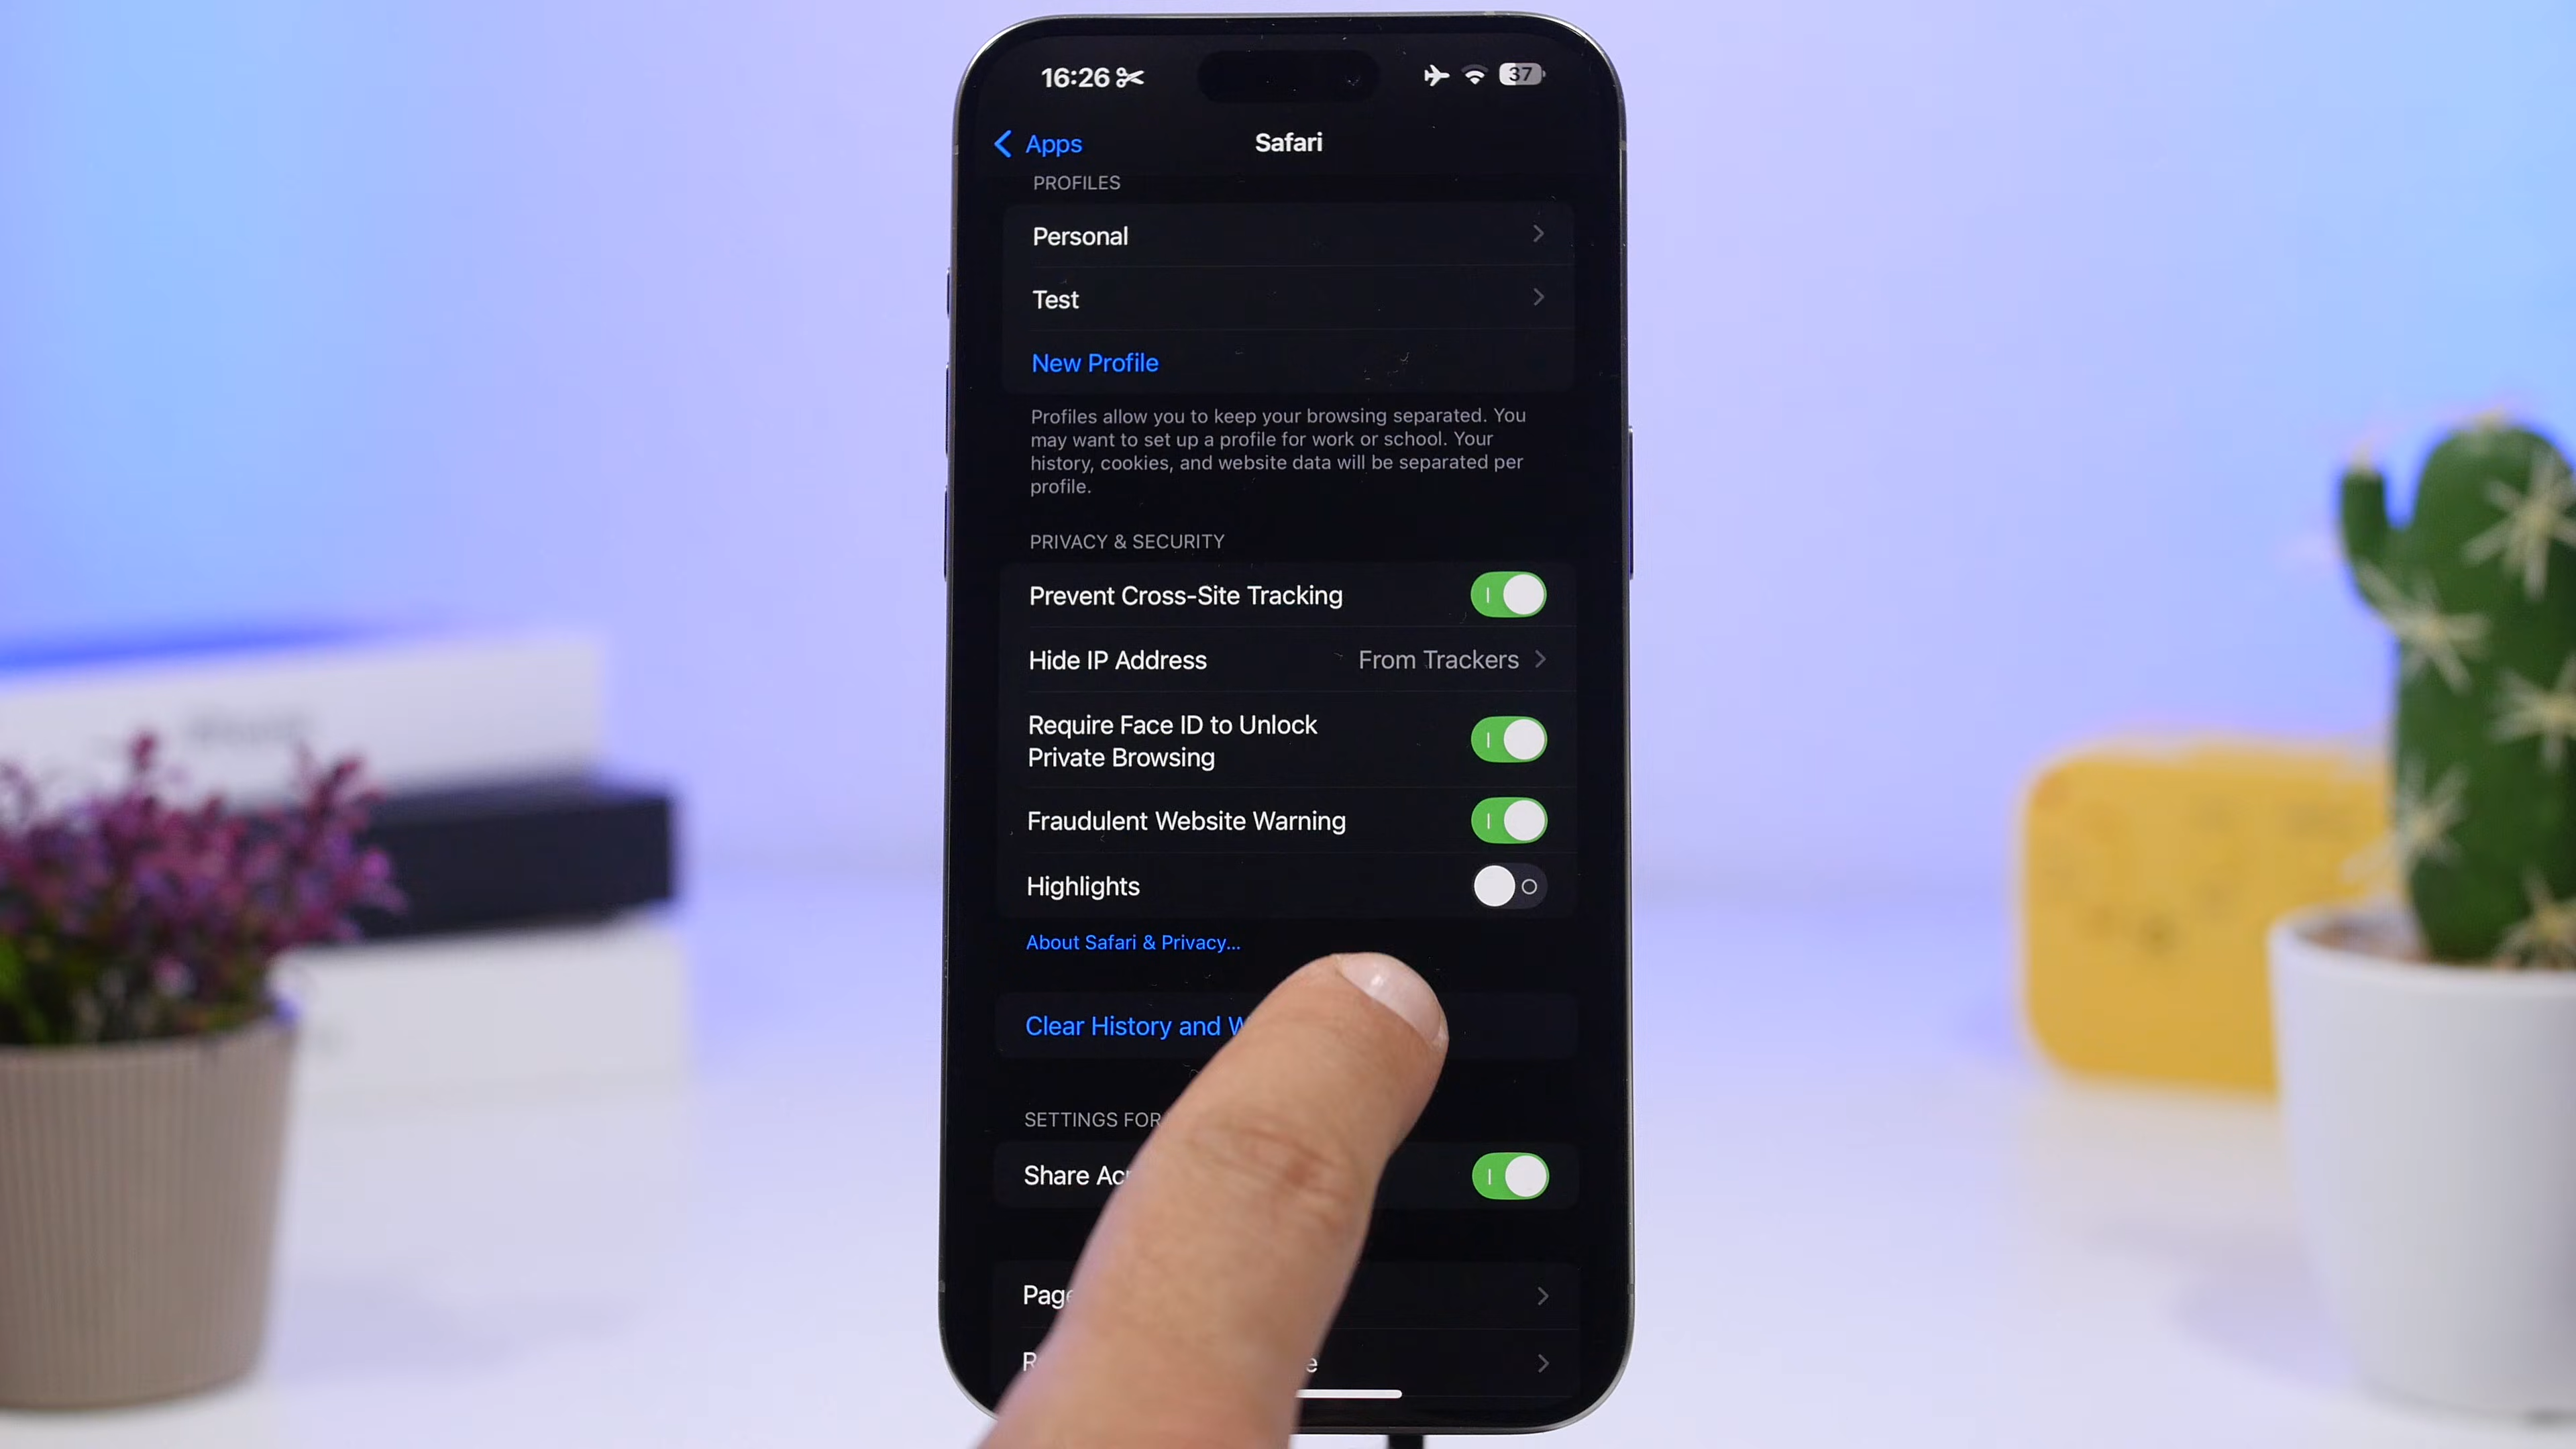 16:26
37
Apps
Safari
PROFILES
Personal
Test
New Profile
Profiles allow you to keep your browsing separated. You
may want to set up a profile for work or school. Your
history, cookies, and website data will be separated per
profile.
PRIVACY & SECURITY
Prevent Cross-Site Tracking
Hide IP Address From Trackers
Require Face ID to Unlock
Private Browsing
Fraudulent Website Warning
Highlights
About Safari & Privacy...
Clear History and
SETTINGS FOR
Share